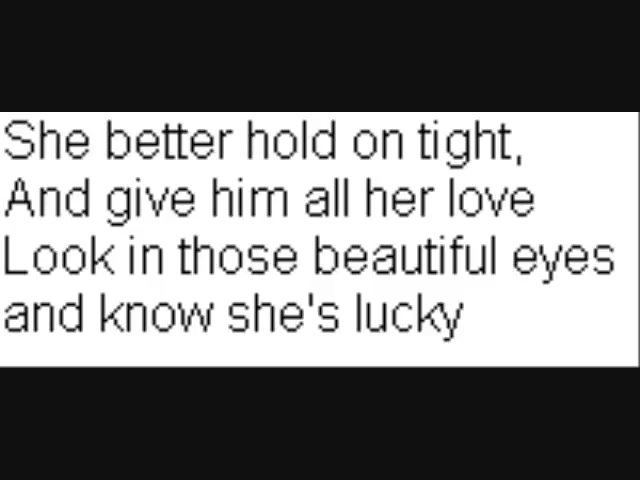 She better hold on tight,
And give him all her love
Look in those beautiful eyes
and know she's lucky